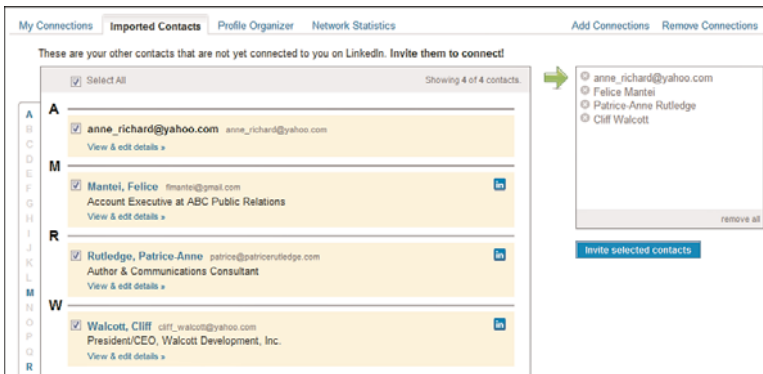 My Connections Imported Contacts Profile Organizer Network Statistics Add Connections Remove Connections
These are your other contacts that are not yet connected to you on LinkedIn. Invite them to connect!
Select All Showing 4 of 4 contacts.
A
anne_richard@yahoo.com anne_richard@yahoo.com
View & edit details »
M
Mantei, Felice flmantei@gmail.com in
Account Executive at ABC Public Relations
View & edit details »
R
Rutledge, Patrice-Anne patrice@patricerutledge.com in
Author & Communications Consultant
View & edit details »
W
Walcott, Cliff cliff_walcott@yahoo.com in
President/CEO, Walcott Development, Inc.
View & edit details »
A
B
C
D
E
F
G
H
I
J
K
L
M
N
O
P
Q
R
anne_richard@yahoo.com
Felice Mantei
Patrice-Anne Rutledge
Cliff Walcott
remove all
Invite selected contacts